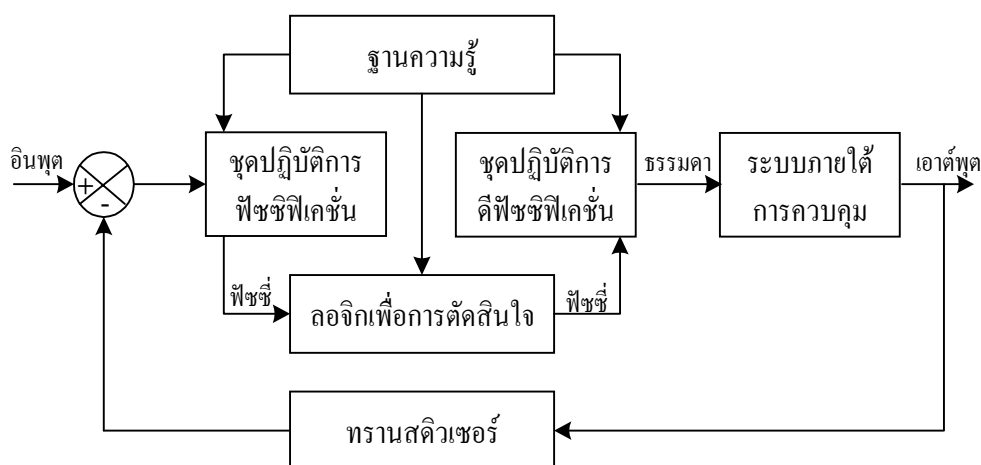 ฐานความรู้
อินพุต
+
-
ชุดปฏิบัติการ
ฟัซซิฟิเคชั่น
ชุดปฏิบัติการ
ดีฟัซซิฟิเคชั่น
ธรรมดา
ระบบภายใต้
การควบคุม
เอาต์พุต
ฟัซซี่
ลอจิกเพื่อการตัดสินใจ
ฟัซซี่
ทรานสดิวเซอร์